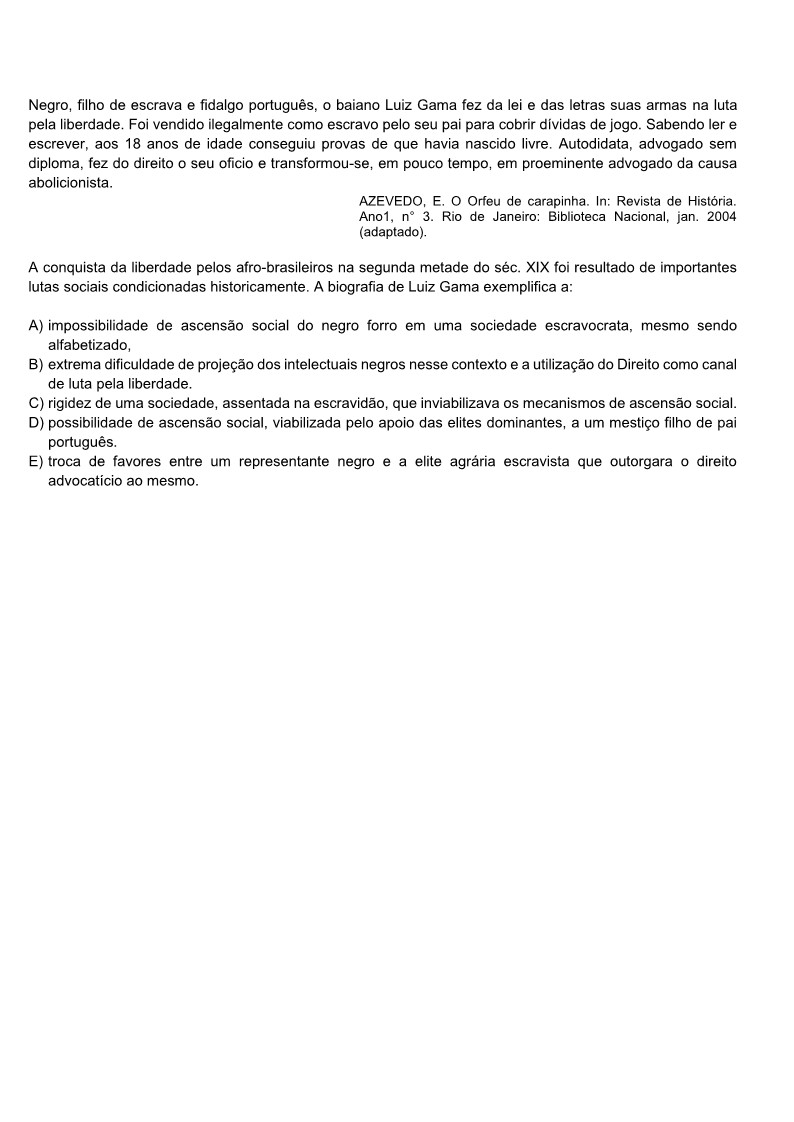 Negro, filho de escrava e fidalgo português, o baiano Luiz Gama fez da lei e das letras suas armas na luta
pela liberdade. Foi vendido ilegalmente como escravo pelo seu pai para cobrir dívidas de jogo. Sabendo ler e
escrever, aos 18 anos de idade conseguiu provas de que havia nascido livre. Autodidata, advogado sem
diploma, fez do direito o seu oficio e transformou-se, em pouco tempo, em proeminente advogado da causa
abolicionista.
AZEVEDO, E. O Orfeu de carapinha. In: Revista de História.
Ano1, n° 3. Rio de Janeiro: Biblioteca Nacional, jan. 2004
(adaptado).
A conquista da liberdade pelos afro-brasileiros na segunda metade do séc. XIX foi resultado de importantes
lutas sociais condicionadas historicamente. A biografia de Luiz Gama exemplifica a:
A) impossibilidade de ascensão social do negro forro em uma sociedade escravocrata, mesmo sendo
alfabetizado,
B) extrema dificuldade de projeção dos intelectuais negros nesse contexto e a utilização do Direito como canal
de luta pela liberdade.
C) rigidez de uma sociedade, assentada na escravidão, que inviabilizava os mecanismos de ascensão social.
D) possibilidade de ascensão social, viabilizada pelo apoio das elites dominantes, a um mestiço filho de pai
português.
E) troca de favores entre um representante negro e a elite agrária escravista que outorgara o direito
advocatício ao mesmo.